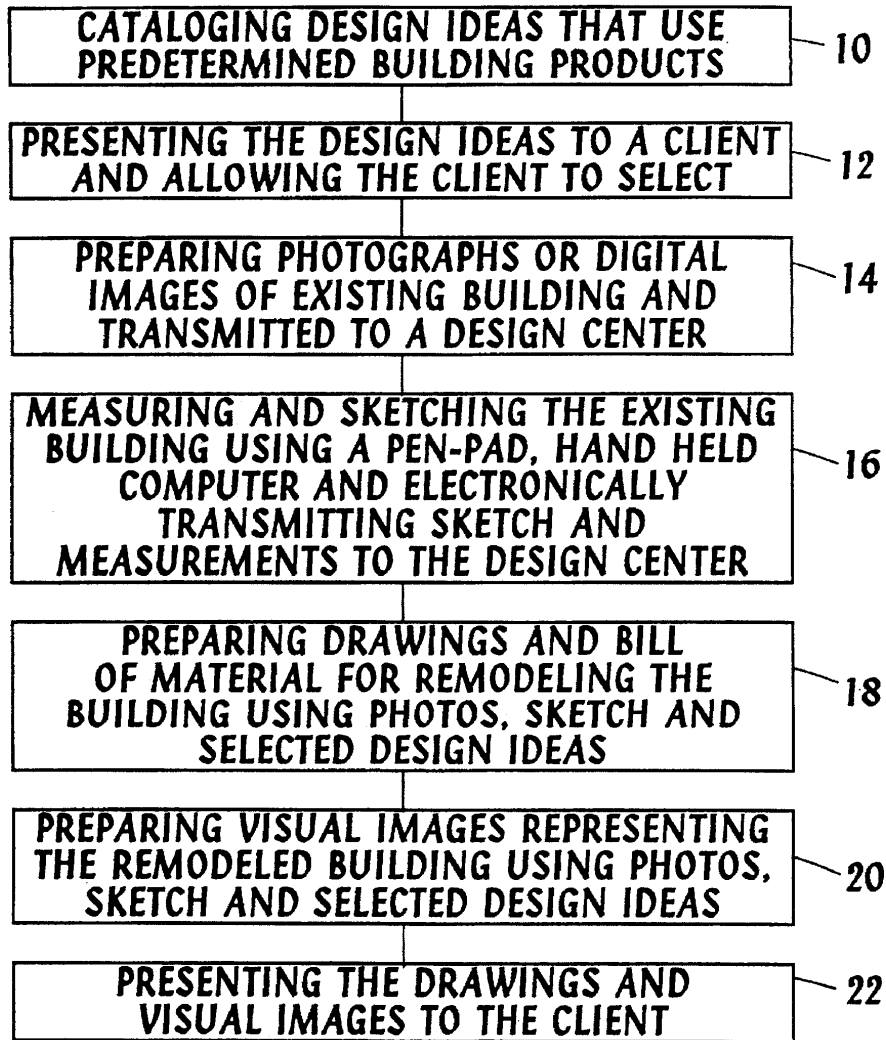 CATALOGING DESIGN IDEAS THAT USE
PREDETERMINED BUILDING PRODUCTS
10
PRESENTING THE DESIGN IDEAS TO A CLIENT
AND ALLOWING THE CLIENT TO SELECT
12
PREPARING PHOTOGRAPHS OR DIGITAL
IMAGES OF EXISTING BUILDING AND
TRANSMITTED TO A DESIGN CENTER
14
MEASURING AND SKETCHING THE EXISTING
BUILDING USING A PEN-PAD, HAND HELD
COMPUTER AND ELECTRONICALLY
TRANSMITTING SKETCH AND
MEASUREMENTS TO THE DESIGN CENTER
16
PREPARING DRAWINGS AND BILL
OF MATERIAL FOR REMODELING THE
BUILDING USING PHOTOS, SKETCH AND
SELECTED DESIGN IDEAS
18
PREPARING VISUAL IMAGES REPRESENTING
THE REMODELED BUILDING USING PHOTOS,
SKETCH AND SELECTED DESIGN IDEAS
20
PRESENTING THE DRAWINGS AND
VISUAL IMAGES TO THE CLIENT
22